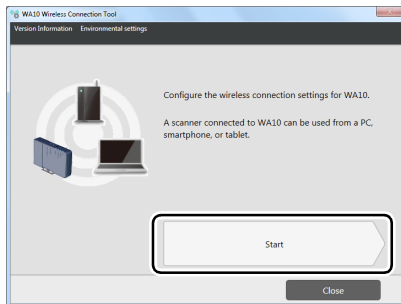 WA10 Wireless Connection Tool
Version Information Environmental settings
Configure the wireless connection settings for WA10.
A scanner connected to WA10 can be used from a PC,
smartphone, or tablet.
Start
Close